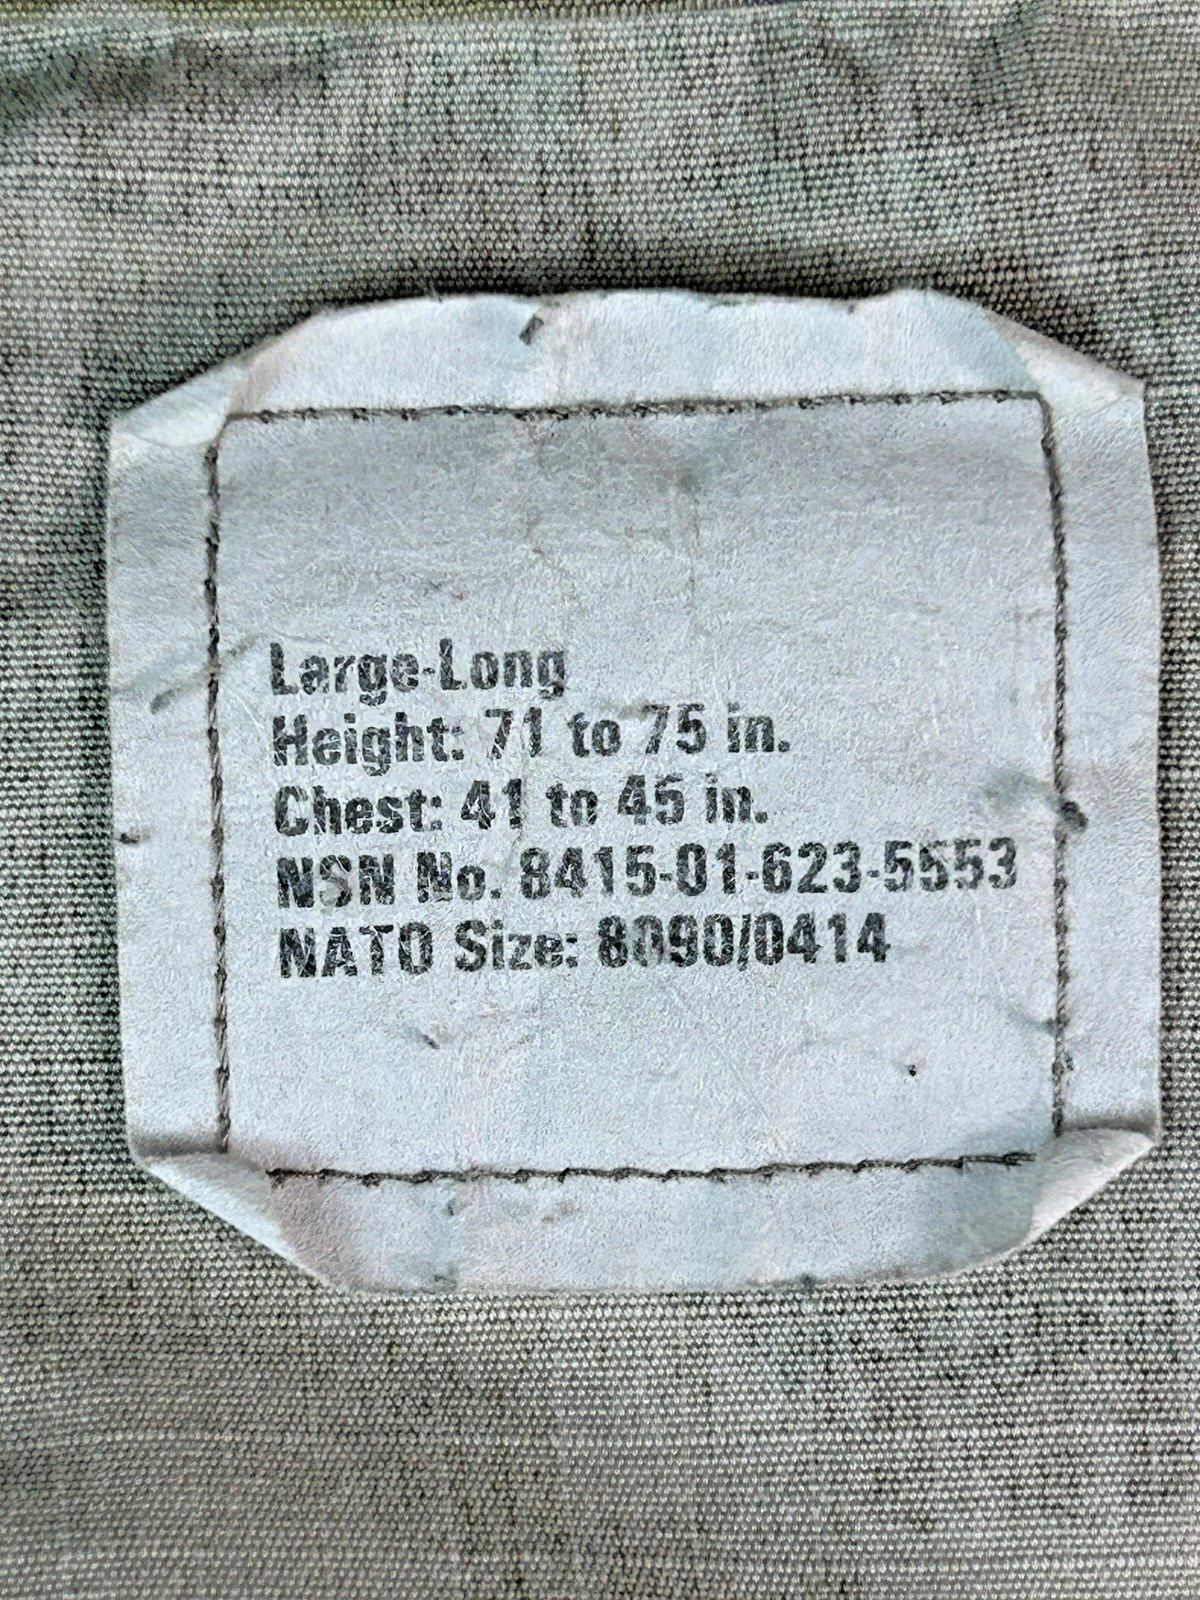 Large-Long
Height: 71 to 75 in.
Chest: 41 to 45 in.
NSN No. 8415-01-623-5553
NATO Size: 8090/0414